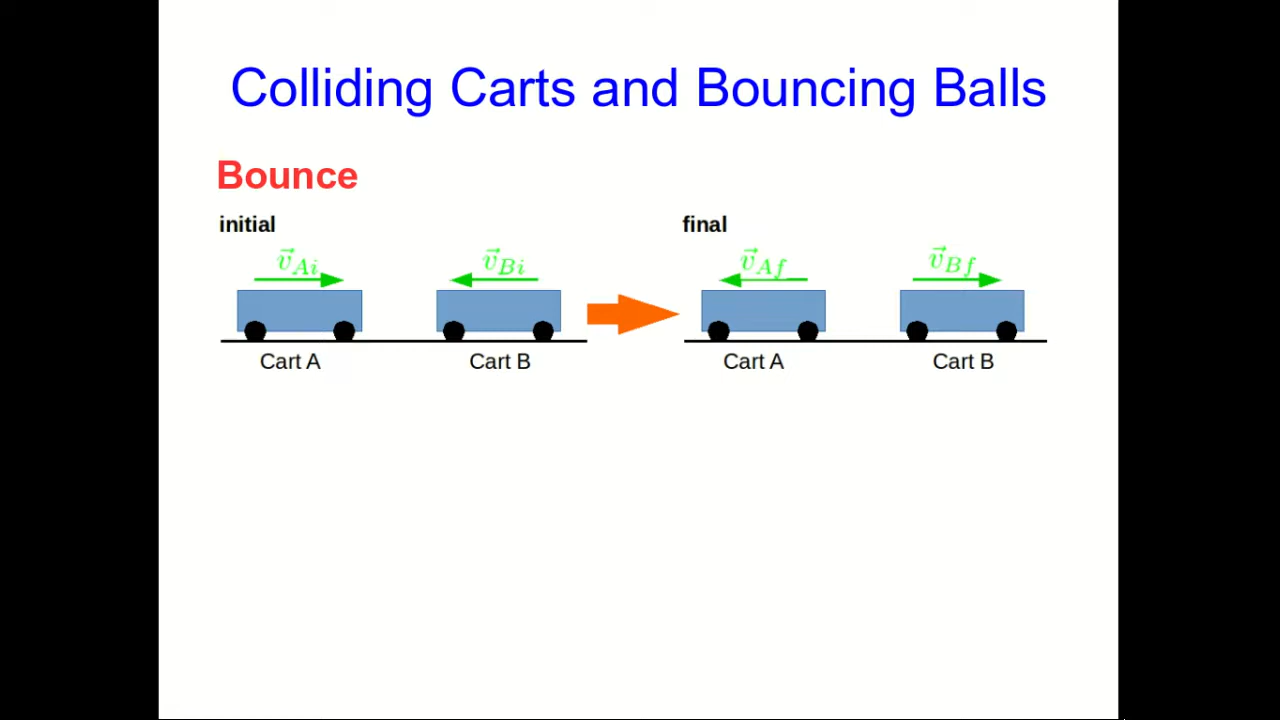 Colliding Carts and Bouncing Balls
Bounce
initial final
v⃗Ai v⃗Bi v⃗Af v⃗Bf
Cart A Cart B Cart A Cart B